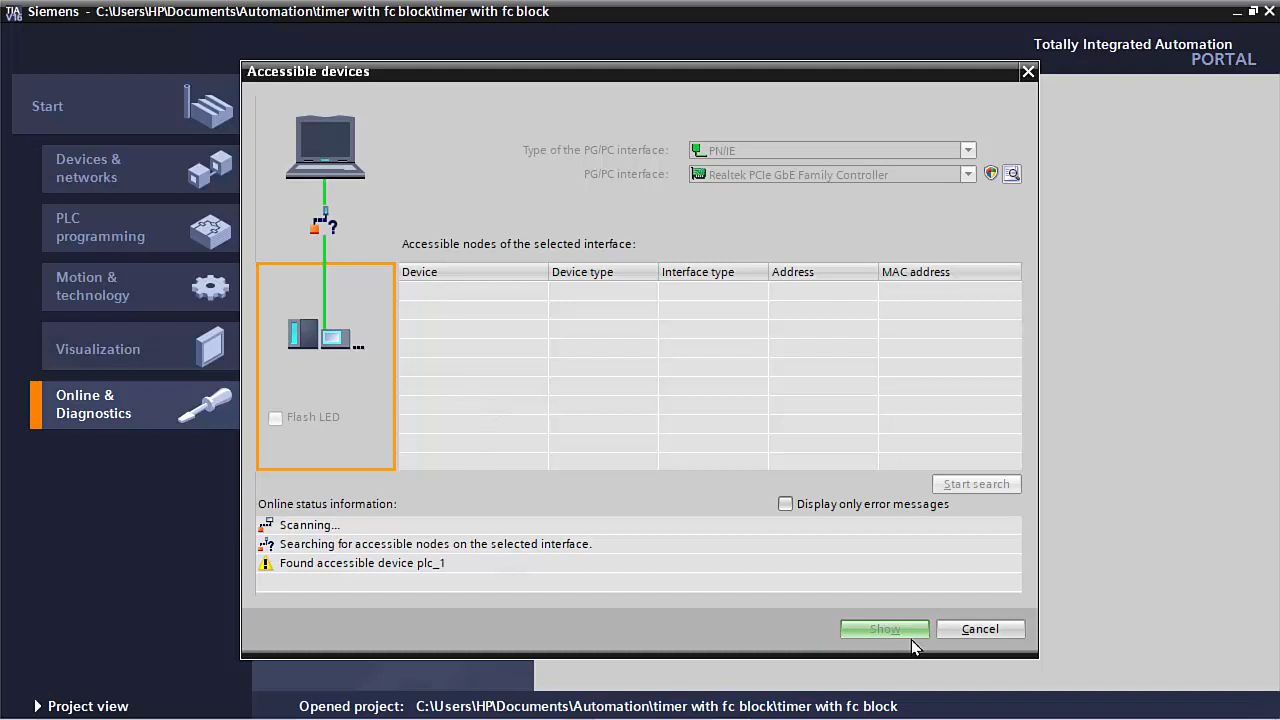 TIA
V16
Siemens - C:\Users\HP\Documents\Automation\timer with fc block\timer with fc block
Totally Integrated Automation
PORTAL
Start
Devices &
networks
PLC
programming
Motion &
technology
Visualization
Online &
Diagnostics
Accessible devices
Type of the PG/PC interface: PN/IE
PG/PC interface: Realtek PCIe GbE Family Controller
Accessible nodes of the selected interface:
Device Device type Interface type Address MAC address
Flash LED
Start search
Online status information: Display only error messages
Scanning...
Searching for accessible nodes on the selected interface.
Found accessible device plc_1
Show Cancel
Project view
Opened project: C:\Users\HP\Documents\Automation\timer with fc block\timer with fc block